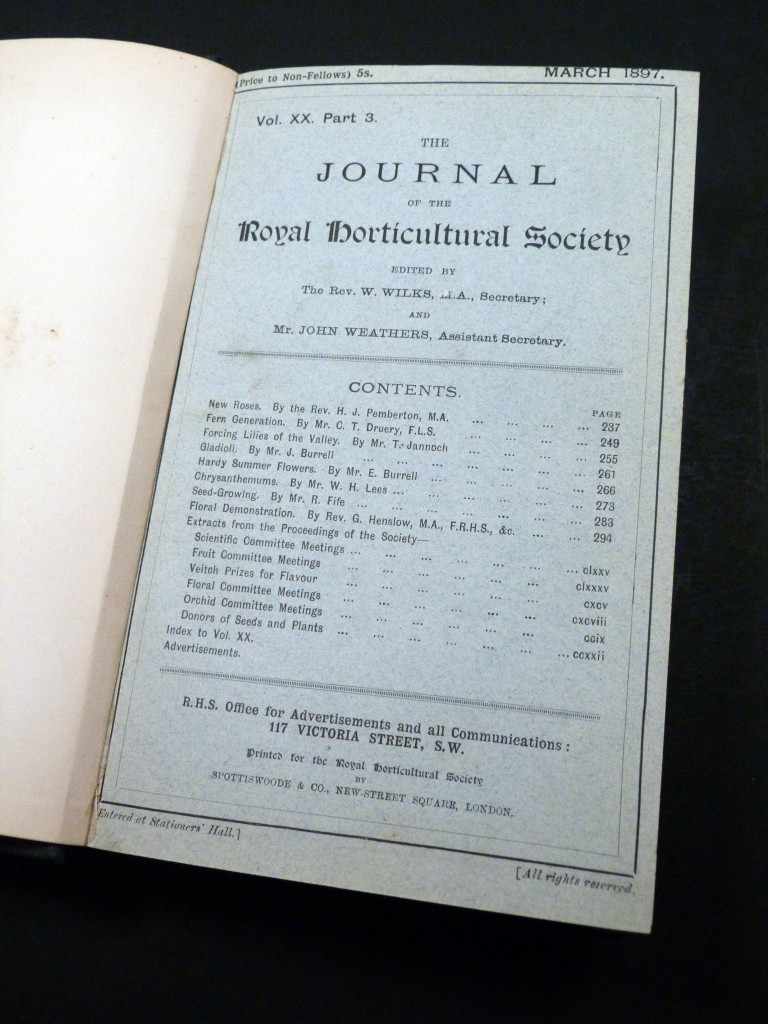 (Price to Non-Fellows) 5s. MARCH 1897.
Vol. XX. Part 3.
THE
JOURNAL
OF THE
Royal Horticultural Society
EDITED BY
The Rev. W. WILKS, M.A., Secretary;
AND
Mr. JOHN WEATHERS, Assistant Secretary.
CONTENTS.
PAGE
New Roses. By the Rev. H. J. Pemberton, M.A. ... ... ... ... 237
Fern Generation. By Mr. C. T. Druery, F.L.S. ... ... ... ... 249
Forcing Lilies of the Valley. By Mr. T. Jannoch ... ... ... ... 255
Gladioli. By Mr. J. Burrell ... ... ... ... ... ... 261
Hardy Summer Flowers. By Mr. E. Burrell ... ... ... ... ... 266
Chrysanthemums. By Mr. W. H. Lees ... ... ... ... ... 273
Seed-Growing. By Mr. R. Fife ... ... ... ... ... ... 283
Floral Demonstration. By Rev. G. Henslow, M.A., F.R.H.S., &c. ... ... 294
Extracts from the Proceedings of the Society—
Scientific Committee Meetings ... ... ... ... ... ... clxxv
Fruit Committee Meetings ... ... ... ... ... clxxxv
Veitch Prizes for Flavour ... ... ... ... ... cxcv
Floral Committee Meetings ... ... ... ... ... cxcviii
Orchid Committee Meetings ... ... ... ... ... ccix
Donors of Seeds and Plants ... ... ... ... ... ... ccxxii
Index to Vol. XX.
Advertisements.
R.H.S. Office for Advertisements and all Communications:
117 VICTORIA STREET, S.W.
Printed for the Royal Horticultural Society
BY
SPOTTISWOODE & CO., NEW-STREET SQUARE, LONDON.
Entered at Stationers' Hall.]
[All rights reserved.